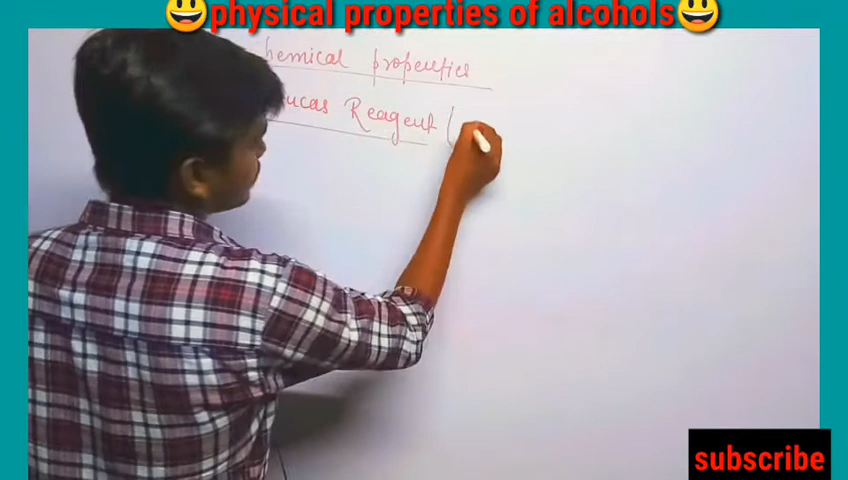 😃physical properties of alcohols😃
hemical properties
ucas Reagent (
subscribe